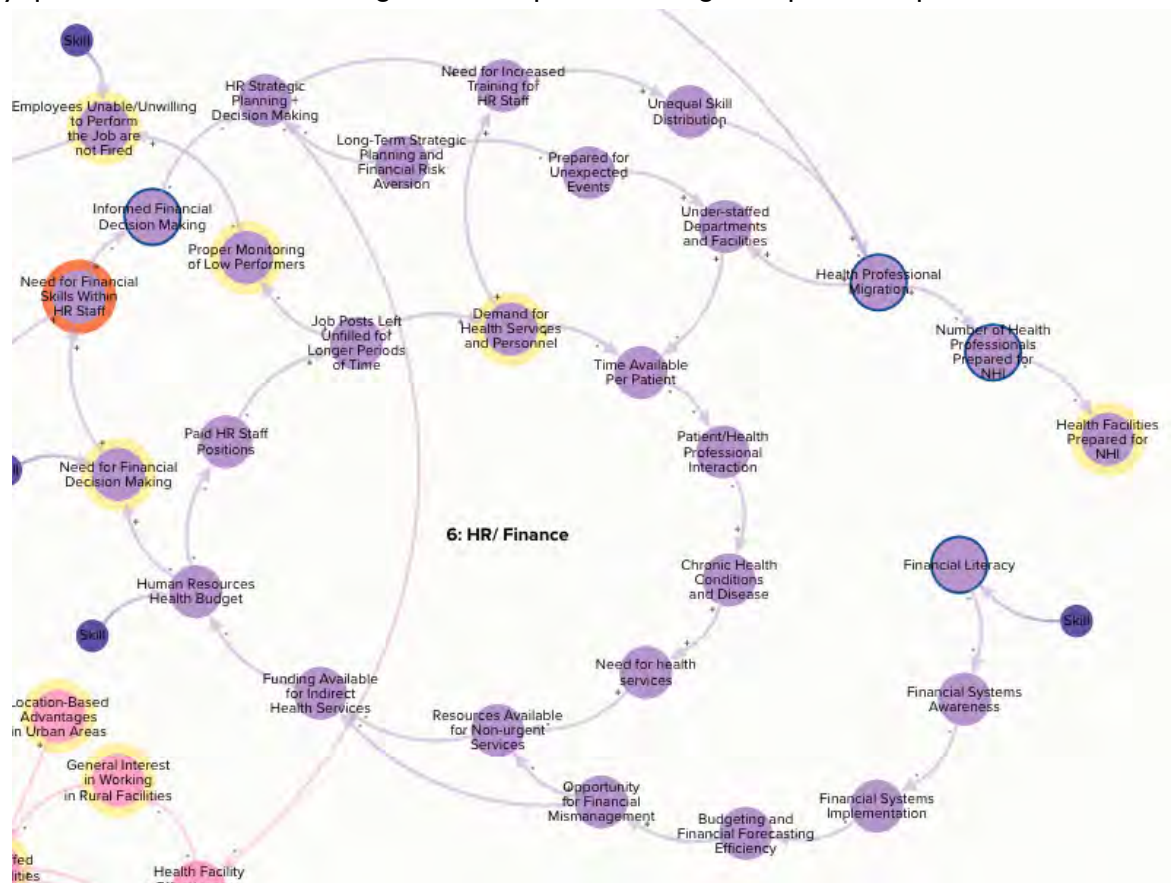 Skill
Employees Unable/Unwilling
to Perform
the Job are
not Fired
HR Strategic
Planning +
Decision Making
Need for Increased
Training for
HR Staff
Unequal Skill
Distribution
Long-Term Strategic
Planning and
Financial Risk
Aversion
Prepared for
Unexpected
Events
Informed Financial
Decision Making
Proper Monitoring
of Low Performers
Under-staffed
Departments
and Facilities
Need for Financial
Skills Within
HR Staff
Health Professional
Migration
Job Posts Left
Unfilled for
Longer Periods
of Time
Demand for
Health Services
and Personnel
Time Available
Per Patient
Number of Health
Professionals
Prepared for
NHI
Health Facilities
Prepared for
NHI
Paid HR Staff
Positions
Patient/Health
Professional
Interaction
Need for Financial
Decision Making
6: HR/ Finance
Human Resources
Health Budget
Chronic Health
Conditions
and Disease
Financial Literacy
Skill
Skill
Need for health
services
Funding Available
for Indirect
Health Services
Resources Available
for Non-urgent
Services
Financial Systems
Awareness
Location-Based
Advantages
in Urban Areas
General Interest
in Working
in Rural Facilities
Opportunity
for Financial
Mismanagement
Budgeting and
Financial Forecasting
Efficiency
Financial Systems
Implementation
Health Facility